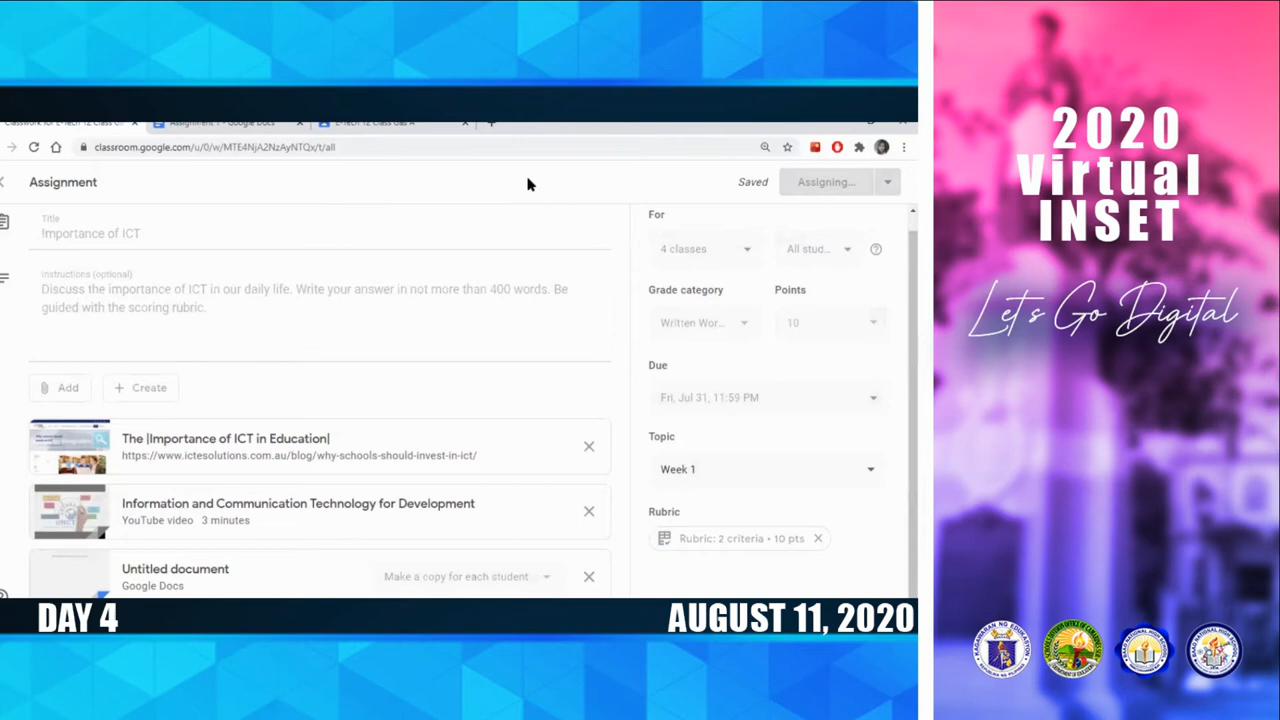 Assignment 1 - Google Docs
classroom.google.com/u/0/w/MTE4NjA2NzAyNTQx/t/all
Assignment
Saved
Assigning...
Title
Importance of ICT
Instructions (optional)
Discuss the importance of ICT in our daily life. Write your answer in not more than 400 words. Be
guided with the scoring rubric.
Add
Create
The |Importance of ICT in Education|
https://www.ictesolutions.com.au/blog/why-schools-should-invest-in-ict/
Information and Communication Technology for Development
YouTube video 3 minutes
Untitled document
Google Docs
Make a copy for each student
For
4 classes
All stud...
Grade category
Points
Written Wor...
10
Due
Fri, Jul 31, 11:59 PM
Topic
Week 1
Rubric
Rubric: 2 criteria • 10 pts
DAY 4
AUGUST 11, 2020
2020
Virtual
INSET
Let's Go Digital